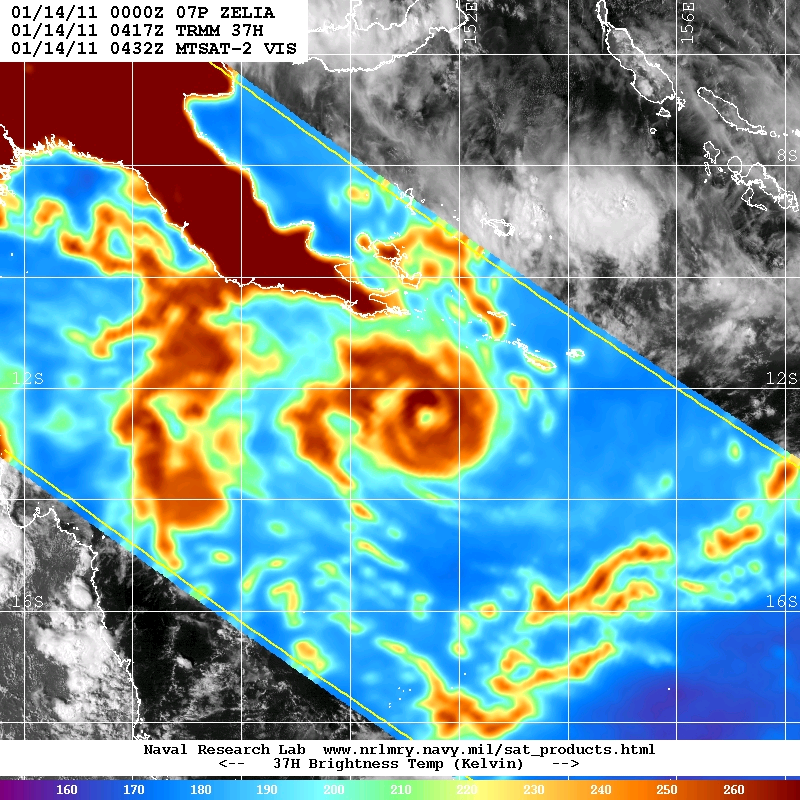 01/14/11 0000Z 07P ZELIA
01/14/11 0417Z TRMM 37H
01/14/11 0432Z MTSAT-2 VIS
152E
156E
8S
12S
12S
16S
16S
Naval Research Lab www.nrlmry.navy.mil/sat_products.html
<-- 37H Brightness Temp (Kelvin) -->
160 170 180 190 200 210 220 230 240 250 260